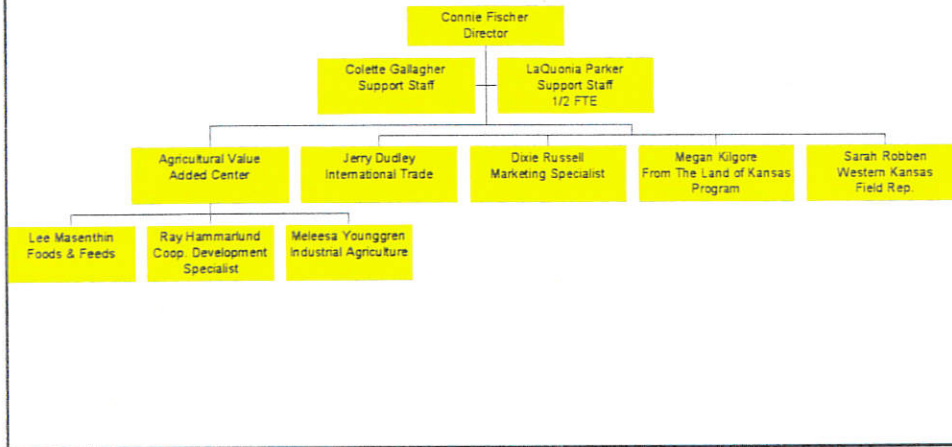 Connie Fischer
Director
Colette Gallagher
Support Staff
LaQuonia Parker
Support Staff
1/2 FTE
Agricultural Value
Added Center
Jerry Dudley
International Trade
Dixie Russell
Marketing Specialist
Megan Kilgore
From The Land of Kansas
Program
Sarah Robben
Western Kansas
Field Rep.
Lee Masenthin
Foods & Feeds
Ray Hammarlund
Coop. Development
Specialist
Meleesa Younggren
Industrial Agriculture